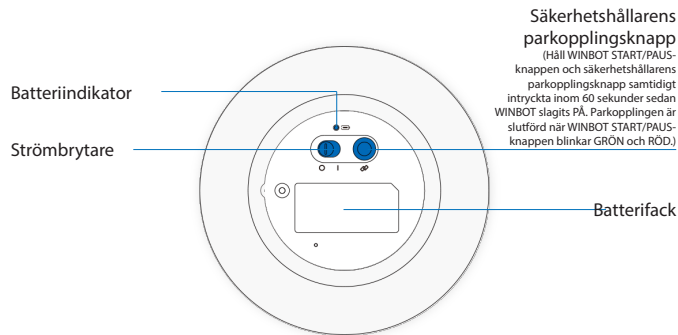 Säkerhetshållarens
parkopplingsknapp
(Håll WINBOT START/PAUS-
knappen och säkerhetshållarens
parkopplingsknapp samtidigt
intryckta inom 60 sekunder sedan
WINBOT slagits PÅ. Parkopplingen är
slutförd när WINBOT START/PAUS-
knappen blinkar GRÖN och RÖD.)
Batteriindikator
Strömbrytare
Batterifack